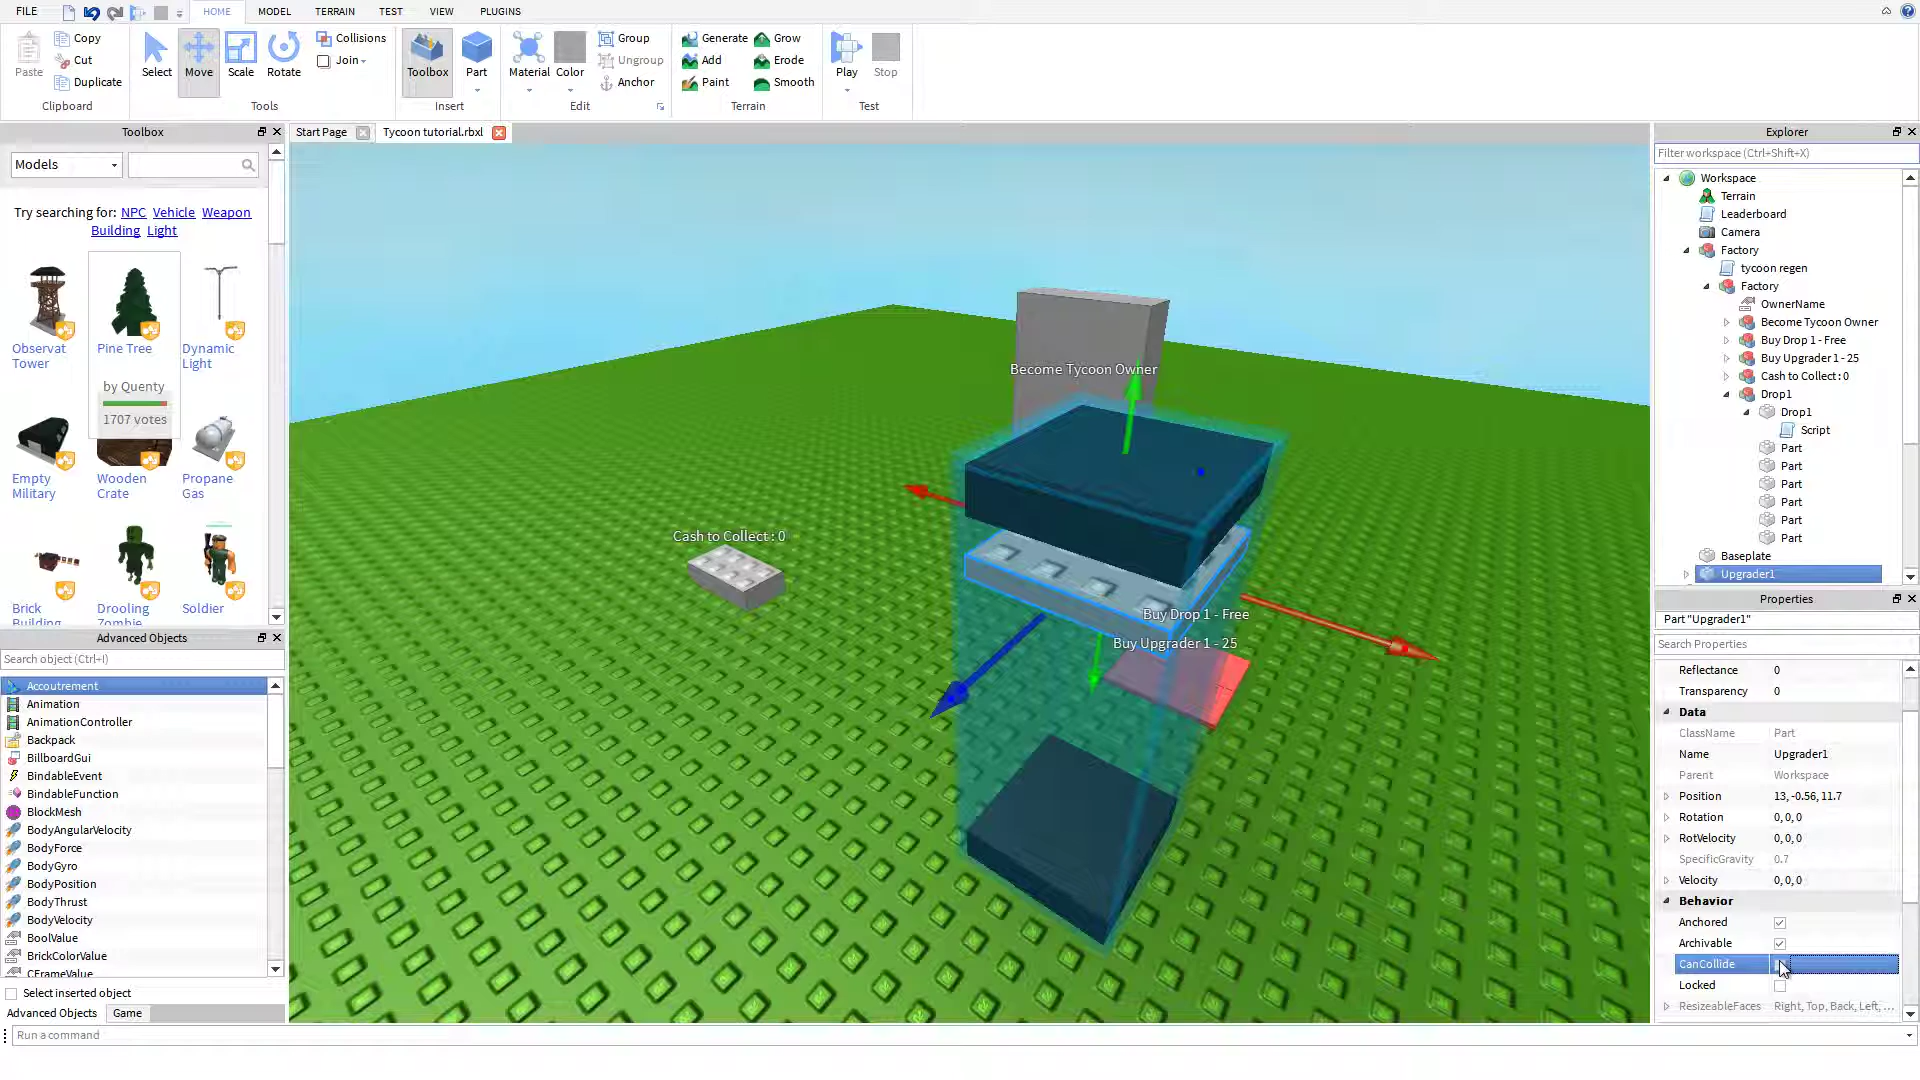 FILE
HOME
MODEL
TERRAIN
TEST
VIEW
PLUGINS
Paste
Copy
Cut
Duplicate
Clipboard
Select
Move
Scale
Rotate
Collisions
Join
Tools
Toolbox
Part
Insert
Material
Color
Group
Ungroup
Anchor
Edit
Generate
Grow
Add
Erode
Paint
Smooth
Terrain
Play
Stop
Test
Toolbox
Models
Try searching for: NPC Vehicle Weapon
Building Light
Observat
Tower
Pine Tree
by Quenty
1707 votes
Dynamic
Light
Empty
Military
Wooden
Crate
Propane
Gas
Brick
Building
Drooling
Zombie
Soldier
Advanced Objects
Search object (Ctrl+I)
Accoutrement
Animation
AnimationController
Backpack
BillboardGui
BindableEvent
BindableFunction
BlockMesh
BodyAngularVelocity
BodyForce
BodyGyro
BodyPosition
BodyThrust
BodyVelocity
BoolValue
BrickColorValue
CFrameValue
Select inserted object
Advanced Objects
Game
Run a command
Start Page
Tycoon tutorial.rbxl
Become Tycoon Owner
Cash to Collect : 0
Buy Drop 1 - Free
Buy Upgrader 1 - 25
Explorer
Filter workspace (Ctrl+Shift+X)
Workspace
Terrain
Leaderboard
Camera
Factory
tycoon regen
Factory
OwnerName
Become Tycoon Owner
Buy Drop 1 - Free
Buy Upgrader 1 - 25
Cash to Collect : 0
Drop1
Drop1
Script
Part
Part
Part
Part
Part
Part
Baseplate
Upgrader1
Properties
Part "Upgrader1"
Search Properties
Reflectance 0
Transparency 0
Data
ClassName Part
Name Upgrader1
Parent Workspace
Position 13, -0.56, 11.7
Rotation 0, 0, 0
RotVelocity 0, 0, 0
SpecificGravity 0.7
Velocity 0, 0, 0
Behavior
Anchored
Archivable
CanCollide
Locked
ResizeableFaces Right, Top, Back, Left, ...